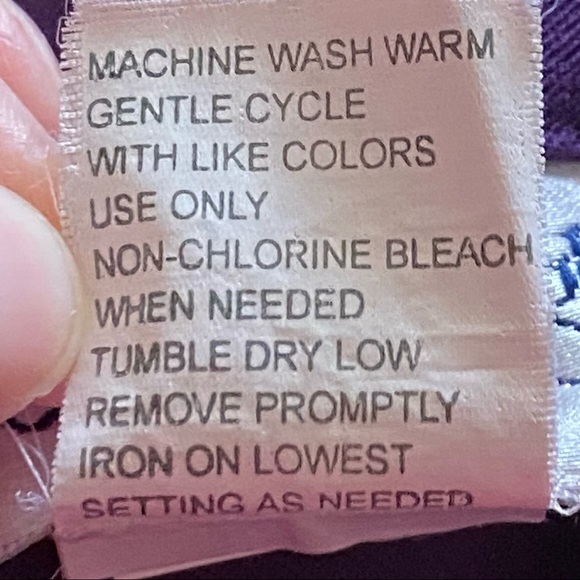 MACHINE WASH WARM
GENTLE CYCLE
WITH LIKE COLORS
USE ONLY
NON-CHLORINE BLEACH
WHEN NEEDED
TUMBLE DRY LOW
REMOVE PROMPTLY
IRON ON LOWEST
SETTING AS NEEDED